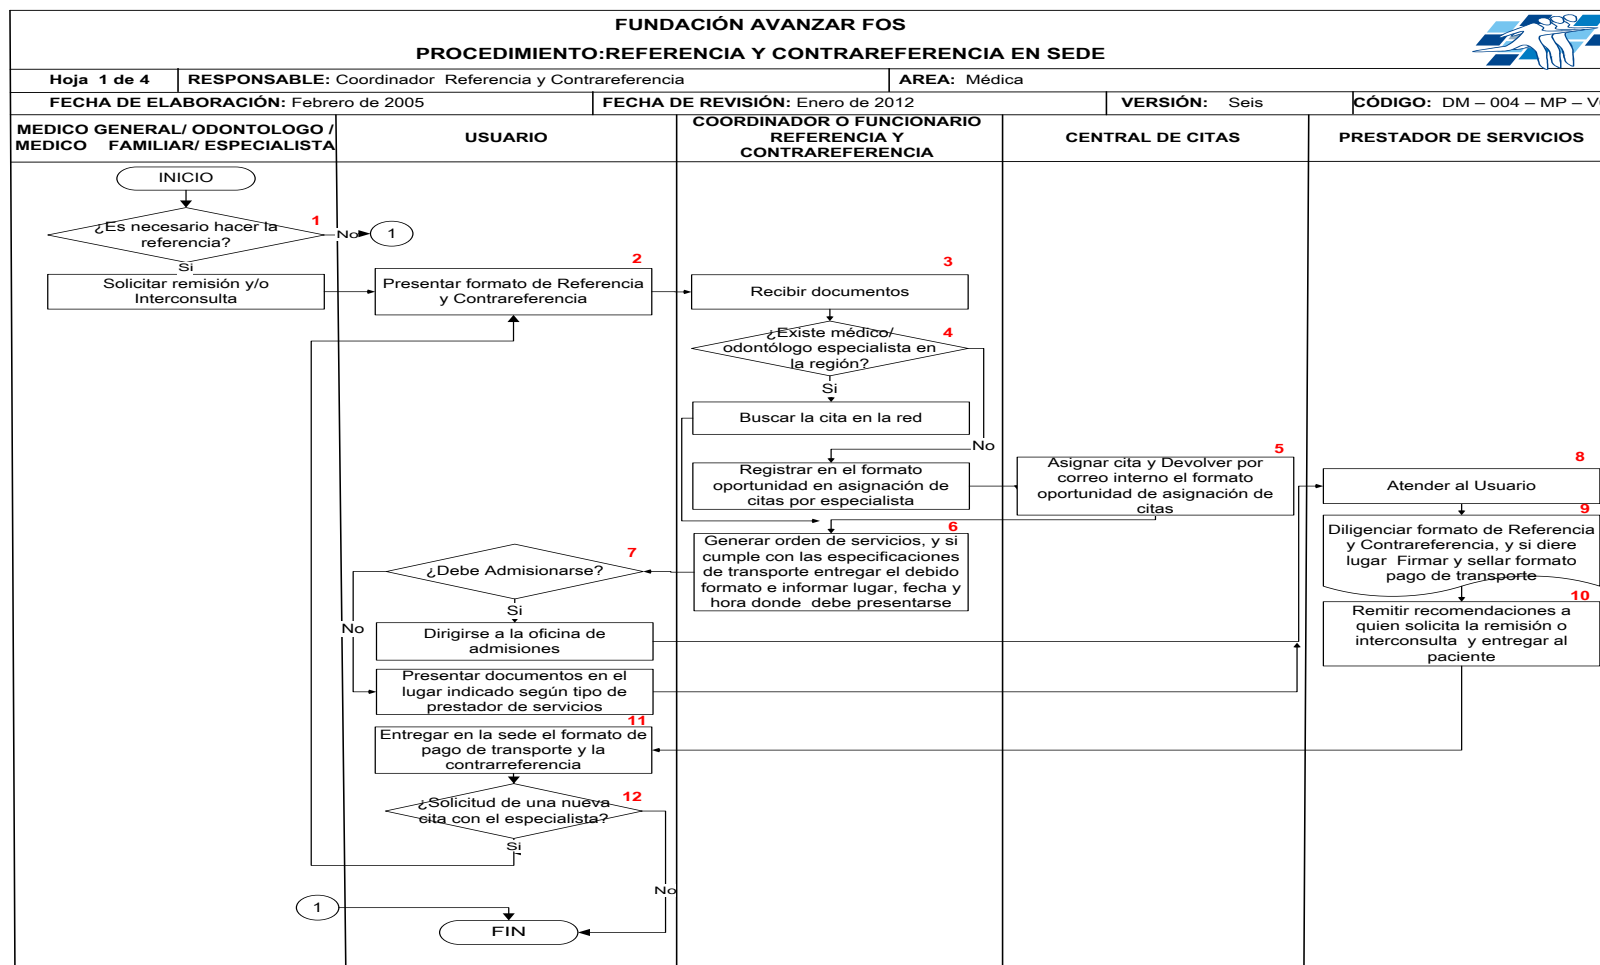 FUNDACIÓN AVANZAR FOS
PROCEDIMIENTO:REFERENCIA Y CONTRAREFERENCIA EN SEDE
Hoja 1 de 4
RESPONSABLE: Coordinador Referencia y Contrareferencia
AREA: Médica
FECHA DE ELABORACIÓN: Febrero de 2005
FECHA DE REVISIÓN: Enero de 2012
VERSIÓN: Seis
CÓDIGO: DM – 004 – MP –
MEDICO GENERAL/ ODONTOLOGO /
MEDICO FAMILIAR/ ESPECIALISTA
USUARIO
COORDINADOR O FUNCIONARIO
REFERENCIA Y
CONTRAREFERENCIA
CENTRAL DE CITAS
PRESTADOR DE SERVICIOS
INICIO
1
¿Es necesario hacer la
referencia?
No
1
Si
Solicitar remisión y/o
Interconsulta
2
Presentar formato de Referencia
y Contrareferencia
3
Recibir documentos
4
¿Existe médico/
odontólogo especialista en
la región?
Si
Buscar la cita en la red
No
Registrar en el formato
oportunidad en asignación de
citas por especialista
5
Asignar cita y Devolver por
correo interno el formato
oportunidad de asignación de
citas
6
Generar orden de servicios, y si
cumple con las especificaciones
de transporte entregar el debido
formato e informar lugar, fecha y
hora donde debe presentarse
7
¿Debe Admisionarse?
Si
No
Dirigirse a la oficina de
admisiones
Presentar documentos en el
lugar indicado según tipo de
prestador de servicios
8
Atender al Usuario
9
Diligenciar formato de Referencia
y Contrareferencia, y si diere
lugar Firmar y sellar formato
pago de transporte
10
Remitir recomendaciones a
quien solicita la remisión o
interconsulta y entregar al
paciente
11
Entregar en la sede el formato de
pago de transporte y la
contrarreferencia
12
¿Solicitud de una nueva
cita con el especialista?
Si
No
1
FIN